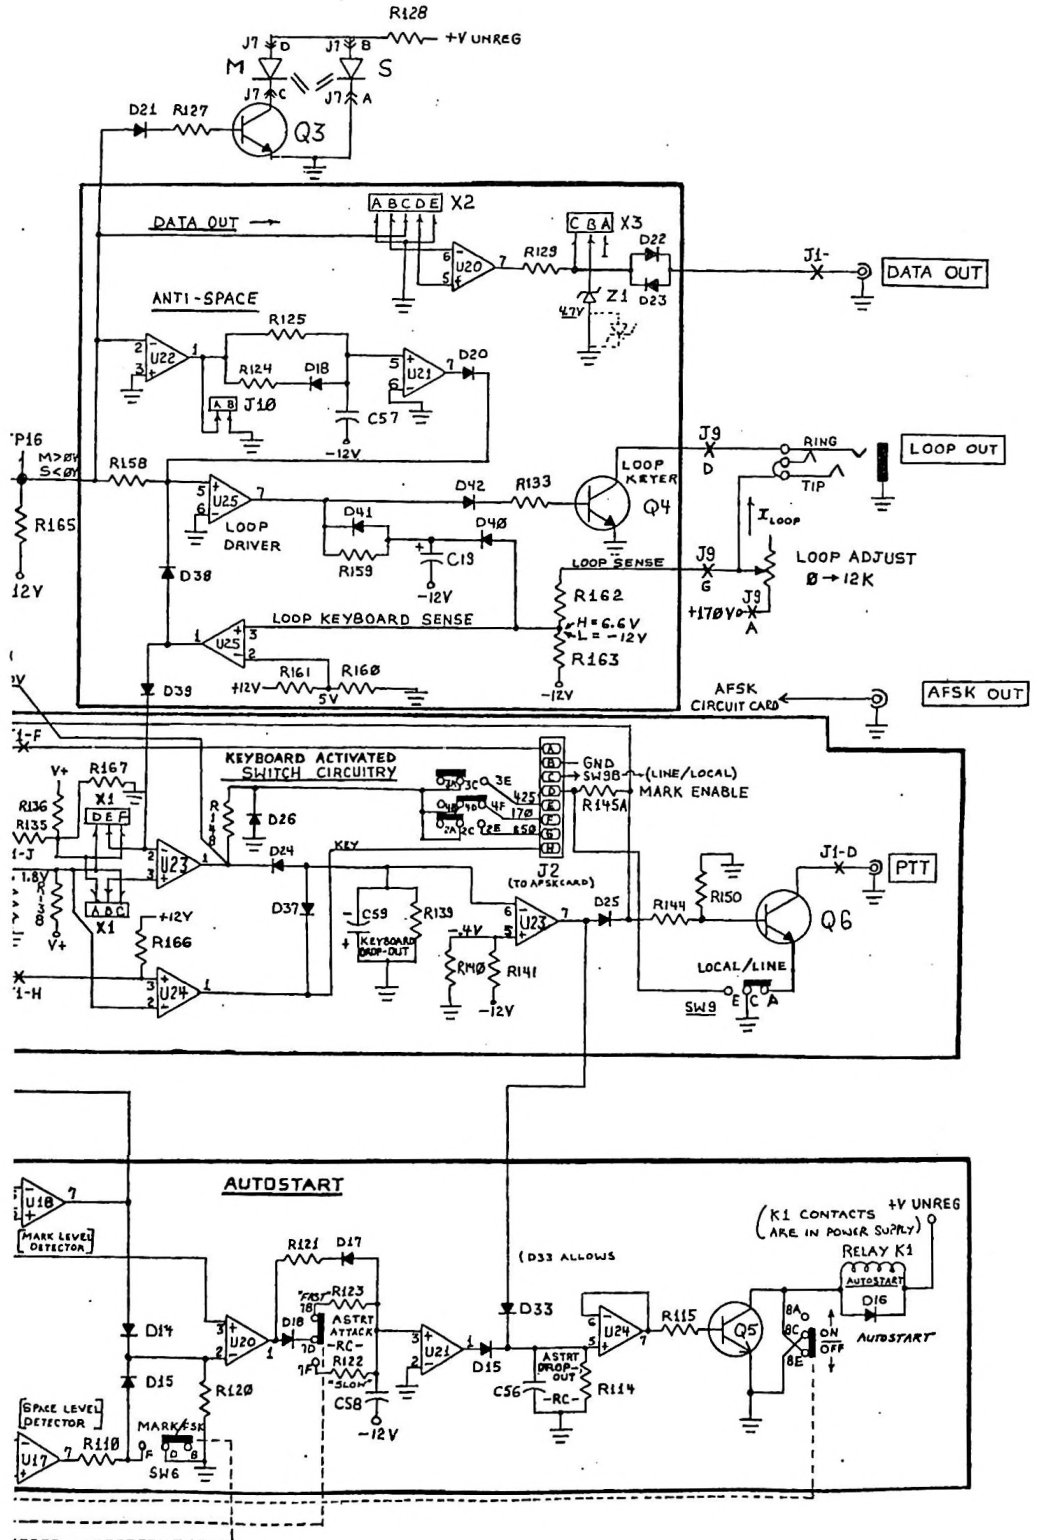 R128
J7 D
J7 B
+V UNREG
M
S
J7 C
J7 A
D21
R127
Q3
A B C D E X2
DATA OUT
C B A X3
D22
6
U20
7
R129
J1-
DATA OUT
5
Z1
D23
4.7V
ANTI-SPACE
R125
2
U22
1
R124
D18
5
U21
7
D20
3
6
A B J10
C57
-12V
TP16
M>0V
S<0V
R158
J9
D
RING
TIP
LOOP OUT
LOOP
KEYER
Q4
5
U25
7
6
LOOP
DRIVER
D42
R133
R165
D41
D40
I LOOP
R159
C19
-12V
LOOP SENSE
J9
G
LOOP ADJUST
Ø→12K
12V
D38
R162
J9
A
+170V
LOOP KEYBOARD SENSE
H=6.6V
L=-12V
1
U25
3
2
R163
R161
R160
+12V
5V
-12V
D39
AFSK
CIRCUIT CARD
AFSK OUT
1-F
KEYBOARD ACTIVATED
SWITCH CIRCUITRY
A
B
GND
C
SW9B
(LINE/LOCAL)
D
R145A
MARK ENABLE
E
F
G
H
3C
3E
425
4D
4F
170
2A
2C
2E
850
V+
R167
R136
X1
R135
D E F
R148
D26
1-J
1.8V
2
U23
1
3
D24
KEY
J2
(TO AFSK CARD)
R138
V+
A B C
X1
+12V
R166
D37
C59
KEYBOARD
DROP-OUT
R139
-.4V
6
U23
7
5
D25
R144
R150
J1-D
PTT
Q6
R140
R141
-12V
1-H
3
U24
1
2
LOCAL/LINE
E C A
SW9
AUTOSTART
U18
7
[MARK LEVEL
DETECTOR]
(K1 CONTACTS
ARE IN POWER SUPPLY)
+V UNREG
RELAY K1
AUTOSTART
D16
AUTOSTART
R121
D17
(D33 ALLOWS
"FAST"
7B
R123
D18
ASTRT
ATTACK
-RC-
7D
7F
R122
"SLOW"
C58
-12V
D14
3
U20
1
2
D15
R120
3
U21
1
2
D15
D33
6
U24
7
5
R115
Q5
8A
8C
8E
ON
OFF
ASTRT
DROP-
OUT
-RC-
C56
R114
[SPACE LEVEL
DETECTOR]
U17
7
R110
MARK/FSK
F
D B
SW6